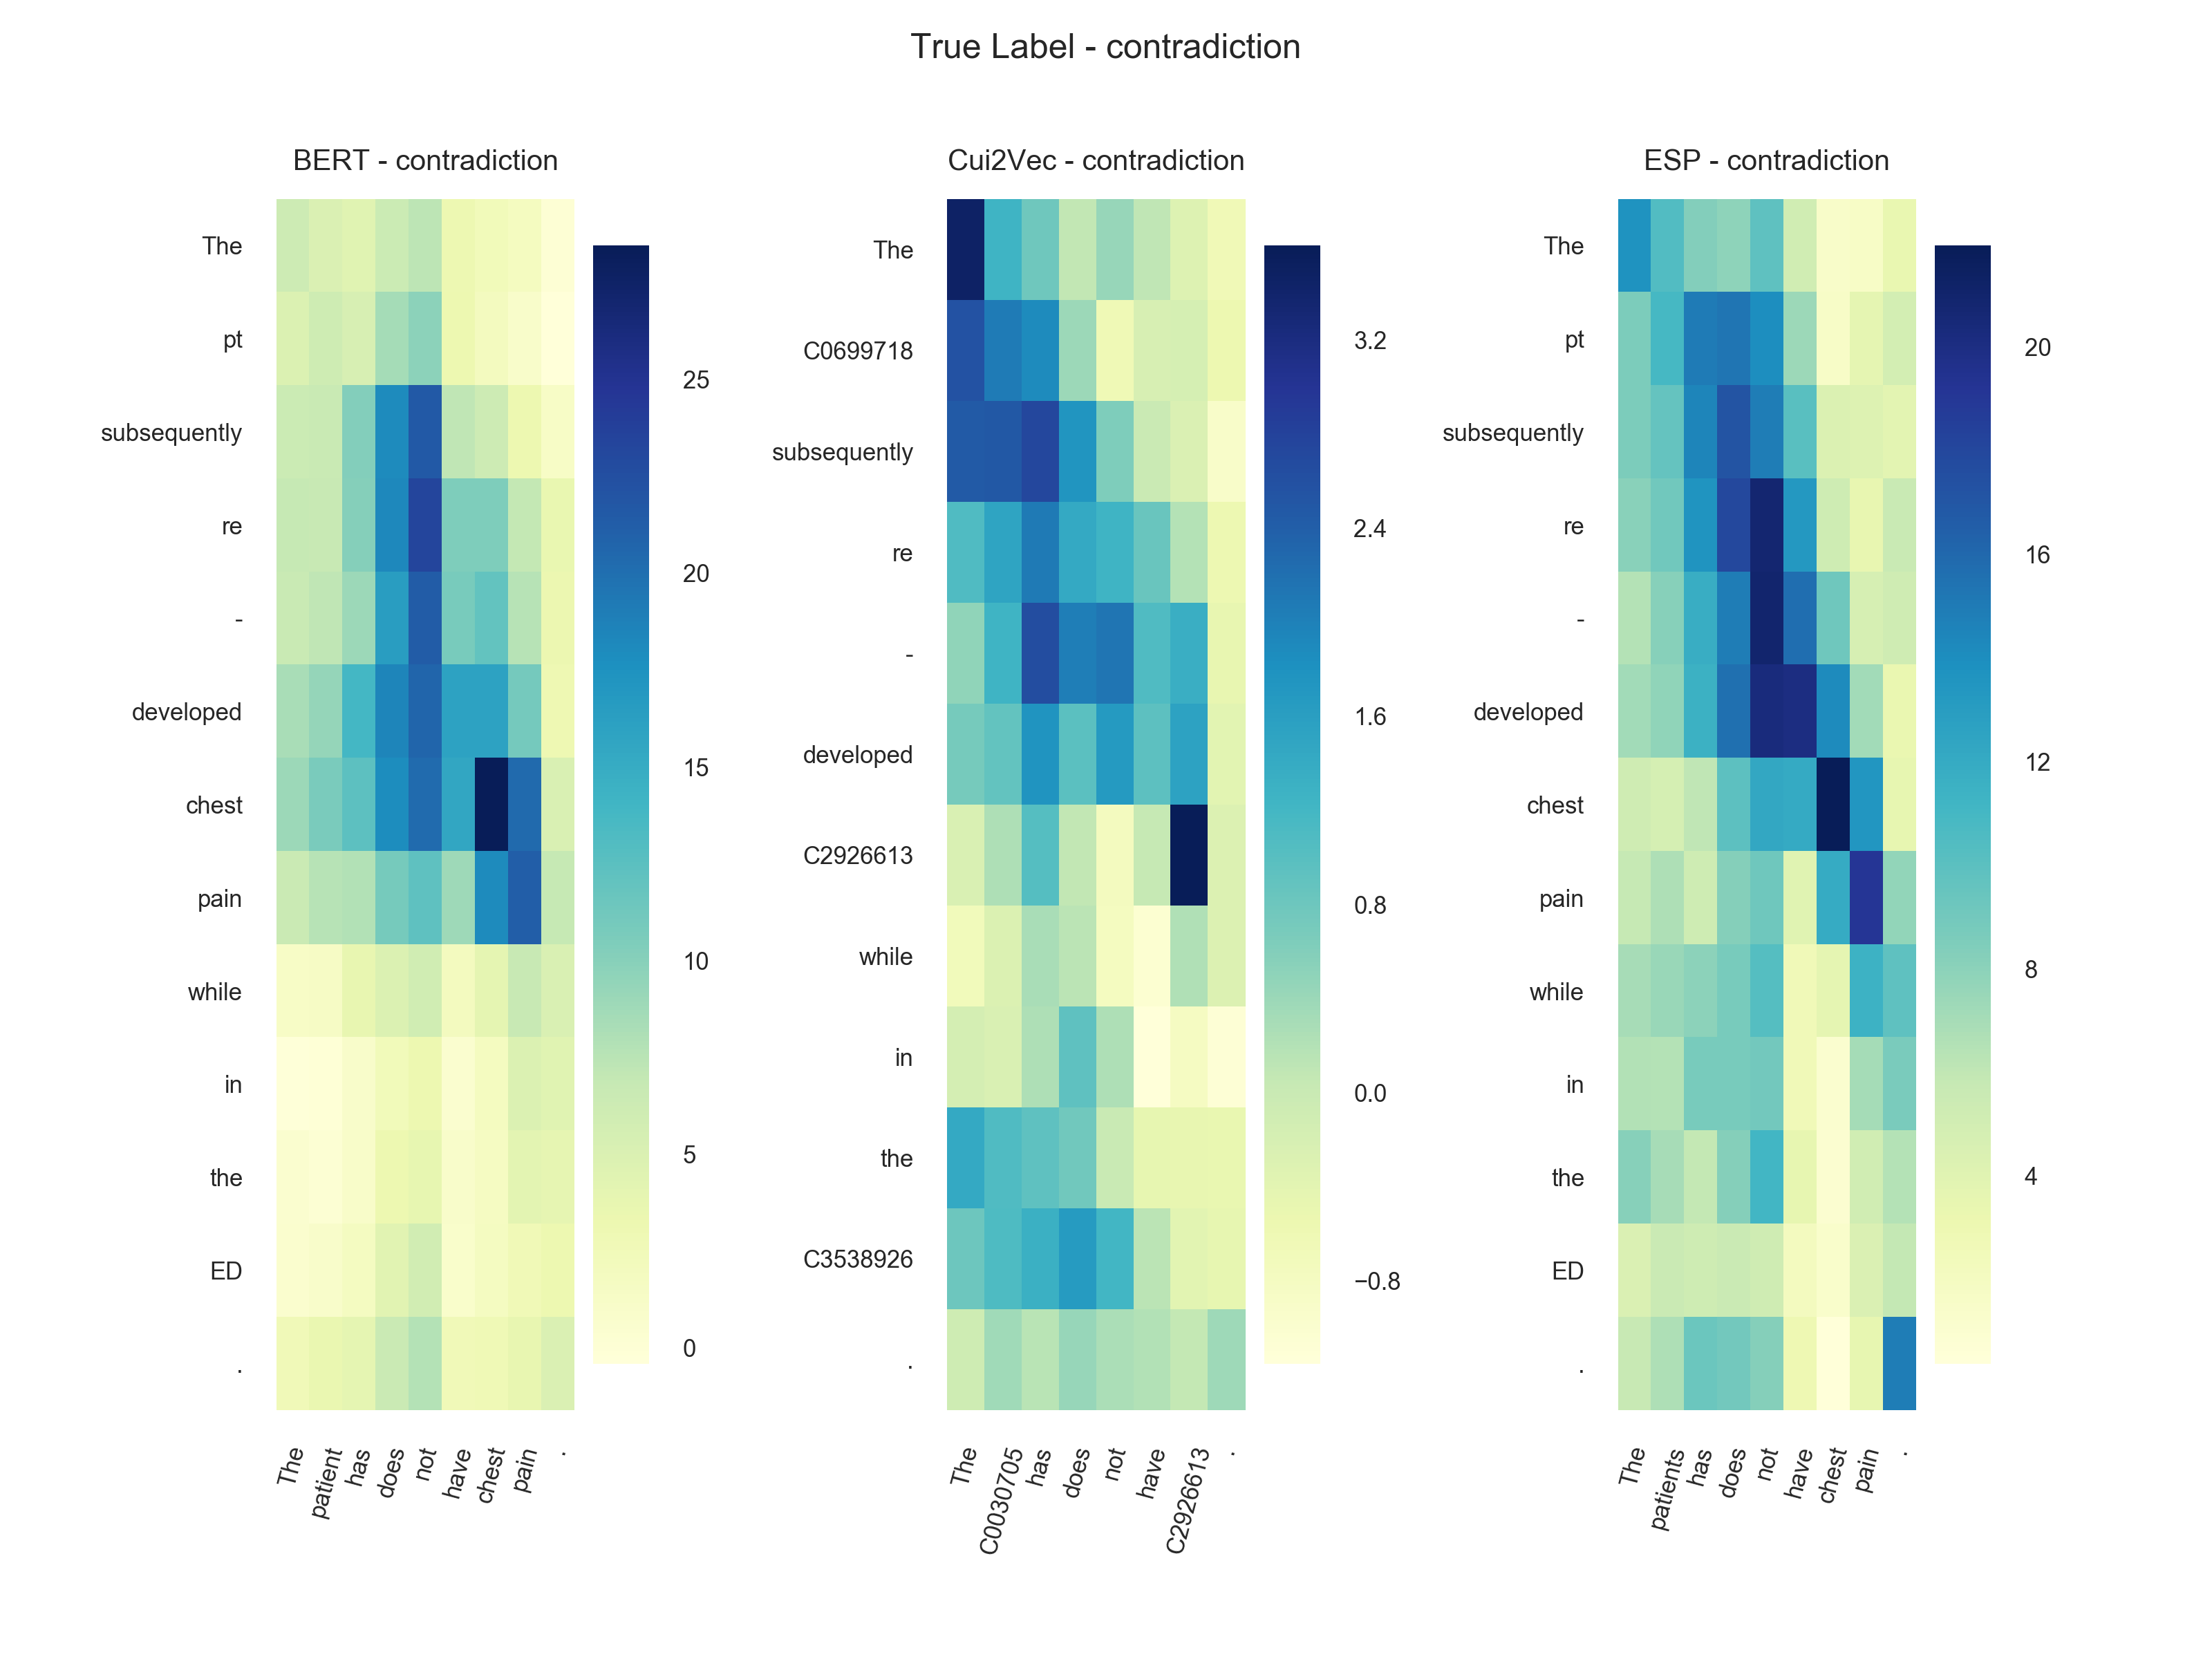 True Label - contradiction
BERT - contradiction
The
pt
subsequently
re
-
developed
chest
pain
while
in
the
ED
.
The
patient
has
does
not
have
chest
pain
.
25
20
15
10
5
0
Cui2Vec - contradiction
The
C0699718
subsequently
re
-
developed
C2926613
while
in
the
C3538926
.
The
C0030705
has
does
not
have
C2926613
.
3.2
2.4
1.6
0.8
0.0
−0.8
ESP - contradiction
The
pt
subsequently
re
-
developed
chest
pain
while
in
the
ED
.
The
patients
has
does
not
have
chest
pain
.
20
16
12
8
4